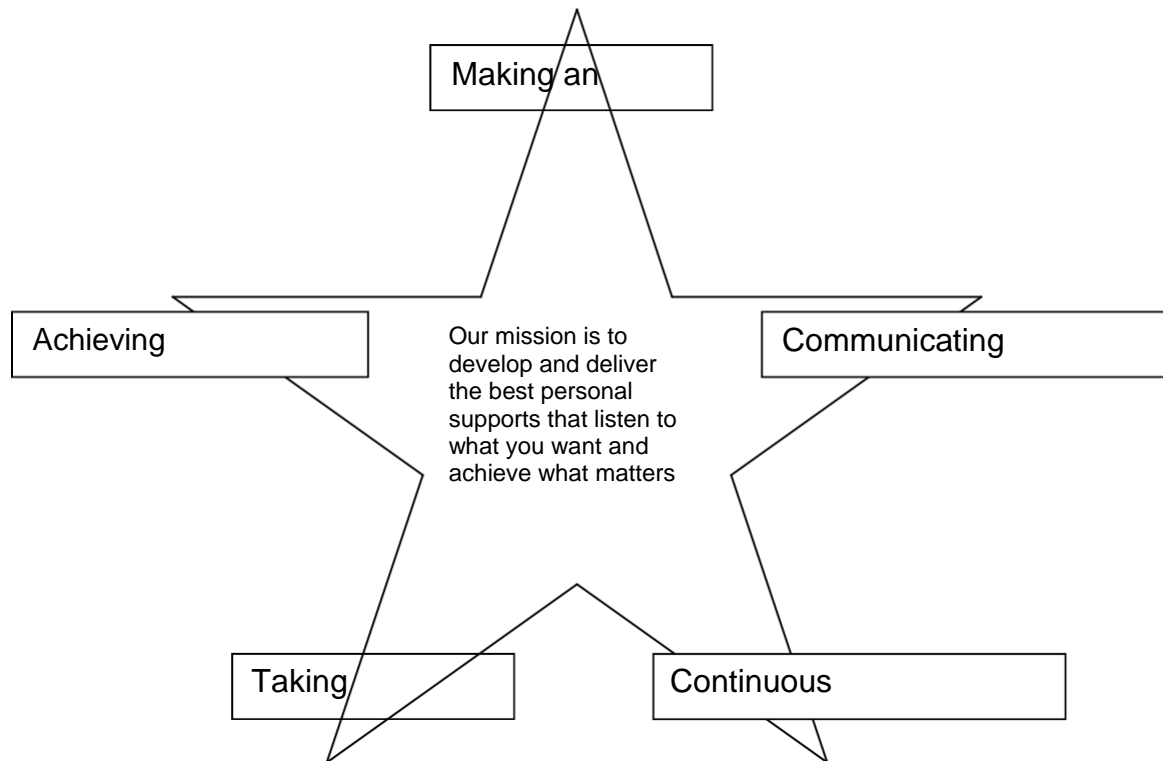 Making an
Achieving
Our mission is to
develop and deliver
the best personal
supports that listen to
what you want and
achieve what matters
Communicating
Taking
Continuous